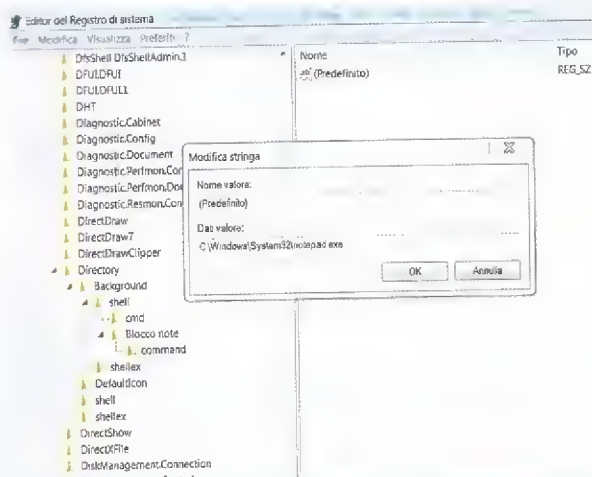 Editor del Registro di sistema
File Modifica Visualizza Preferiti ?
DfsShell.DfsShellAdmin.1
DFULDFUI
DFULDFUI.1
DHT
Diagnostic.Cabinet
Diagnostic.Config
Diagnostic.Document
Diagnostic.Perfmon.Con
Diagnostic.Perfmon.Doc
Diagnostic.Resmon.Con
DirectDraw
DirectDraw7
DirectDrawClipper
Directory
Background
shell
cmd
Blocco note
command
shellex
DefaultIcon
shell
shellex
DirectShow
DirectXFile
DiskManagement.Connection
Nome
Tipo
ab (Predefinito)
REG_SZ
Modifica stringa
Nome valore:
(Predefinito)
Dati valore:
C:\Windows\System32\notepad.exe
OK
Annulla